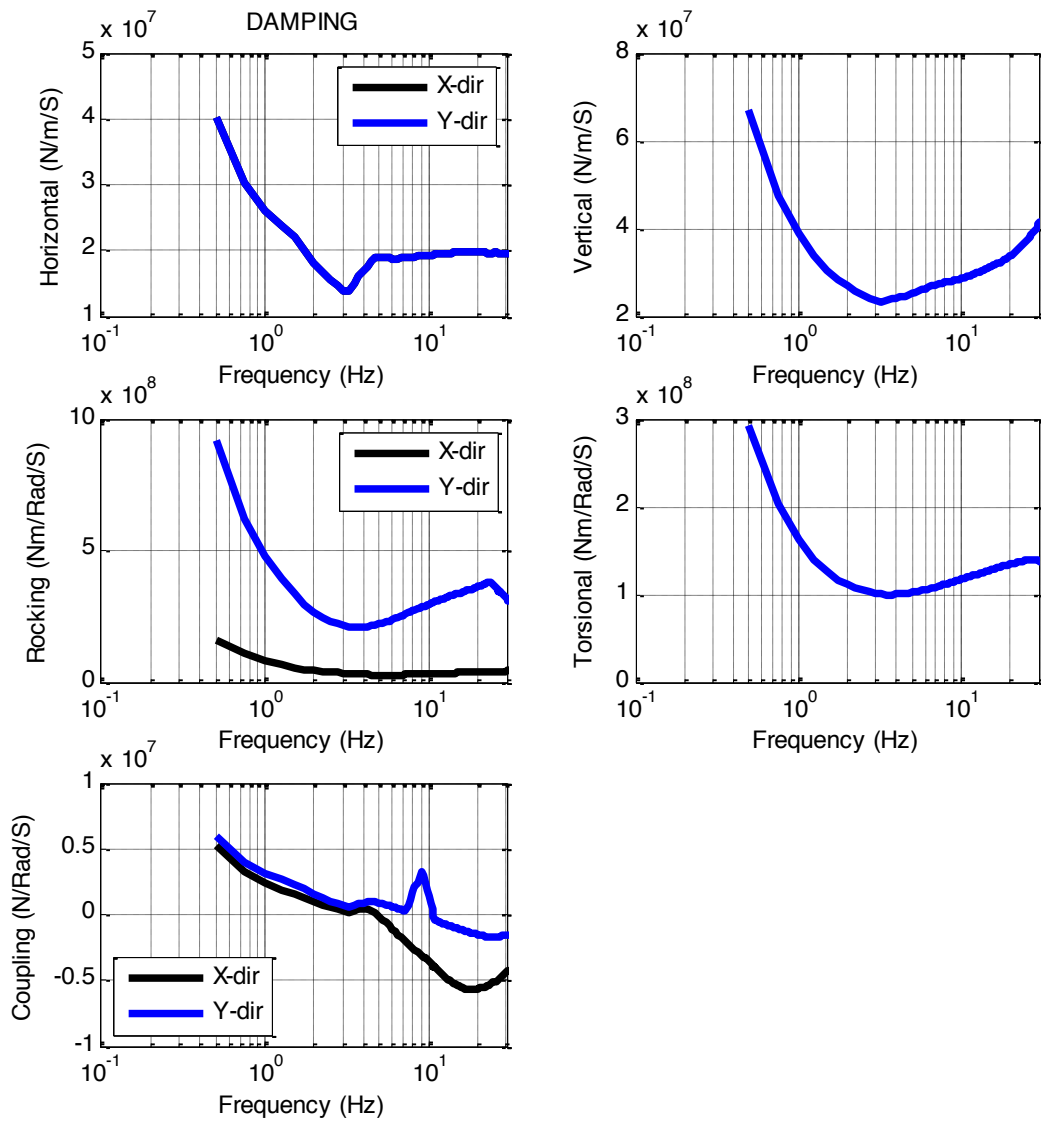 x 10^7
DAMPING
5
4
3
2
1
Horizontal (N/m/S)
X-dir
Y-dir
10^-1
10^0
10^1
Frequency (Hz)
x 10^7
8
6
4
2
Vertical (N/m/S)
10^-1
10^0
10^1
Frequency (Hz)
x 10^8
10
5
0
Rocking (Nm/Rad/S)
X-dir
Y-dir
10^-1
10^0
10^1
Frequency (Hz)
x 10^8
3
2
1
0
Torsional (Nm/Rad/S)
10^-1
10^0
10^1
Frequency (Hz)
x 10^7
1
0.5
0
-0.5
-1
Coupling (N/Rad/S)
X-dir
Y-dir
10^-1
10^0
10^1
Frequency (Hz)